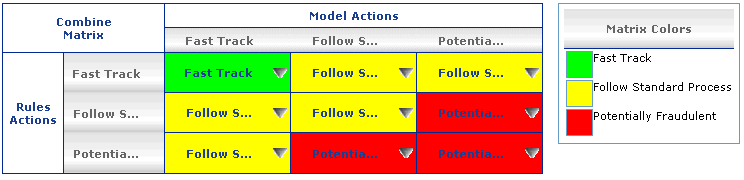 Combine
Matrix
Model Actions
Fast Track
Follow S...
Potentia...
Rules
Actions
Fast Track
Fast Track
Follow S...
Follow S...
Follow S...
Follow S...
Follow S...
Potentia...
Potentia...
Follow S...
Potentia...
Potentia...
Matrix Colors
Fast Track
Follow Standard Process
Potentially Fraudulent